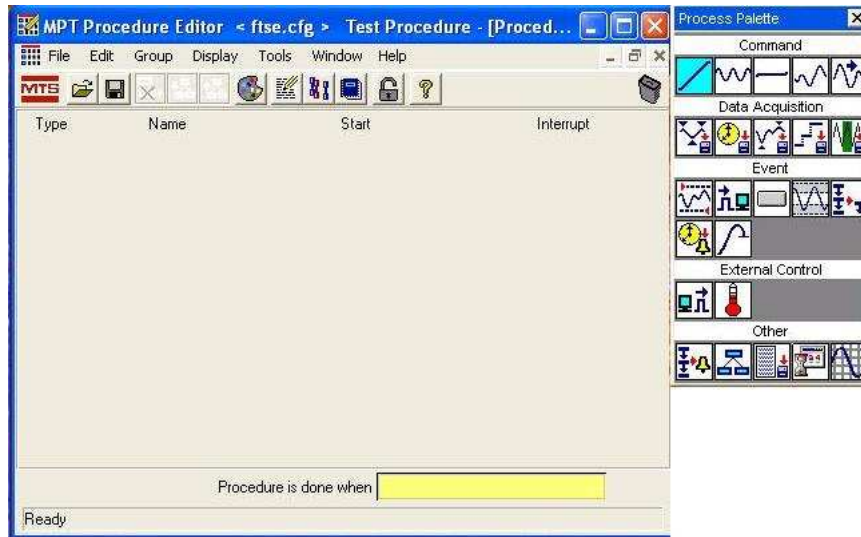 MPT Procedure Editor < ftse.cfg > Test Procedure - [Proced...
File Edit Group Display Tools Window Help
MTS
Type Name Start Interrupt
Procedure is done when
Ready
Process Palette
Command
Data Acquisition
Event
External Control
Other